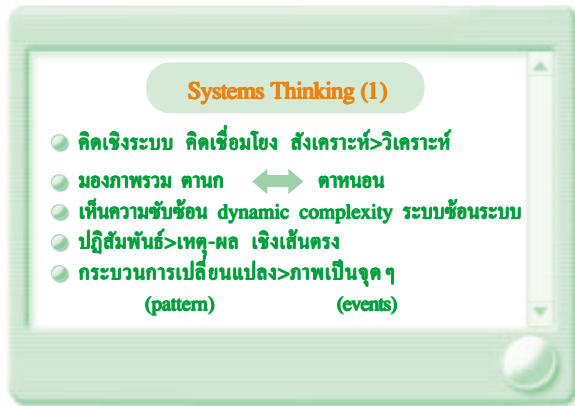 Systems Thinking (1)
คิดเชิงระบบ คิดเชื่อมโยง สังเคราะห์>วิเคราะห์
มองภาพรวม ตานก ตาหนอน
เห็นความซับซ้อน dynamic complexity ระบบซ้อนระบบ
ปฏิสัมพันธ์>เหตุ-ผล เชิงเส้นตรง
กระบวนการเปลี่ยนแปลง>ภาพเป็นจุดๆ
(pattern) (events)